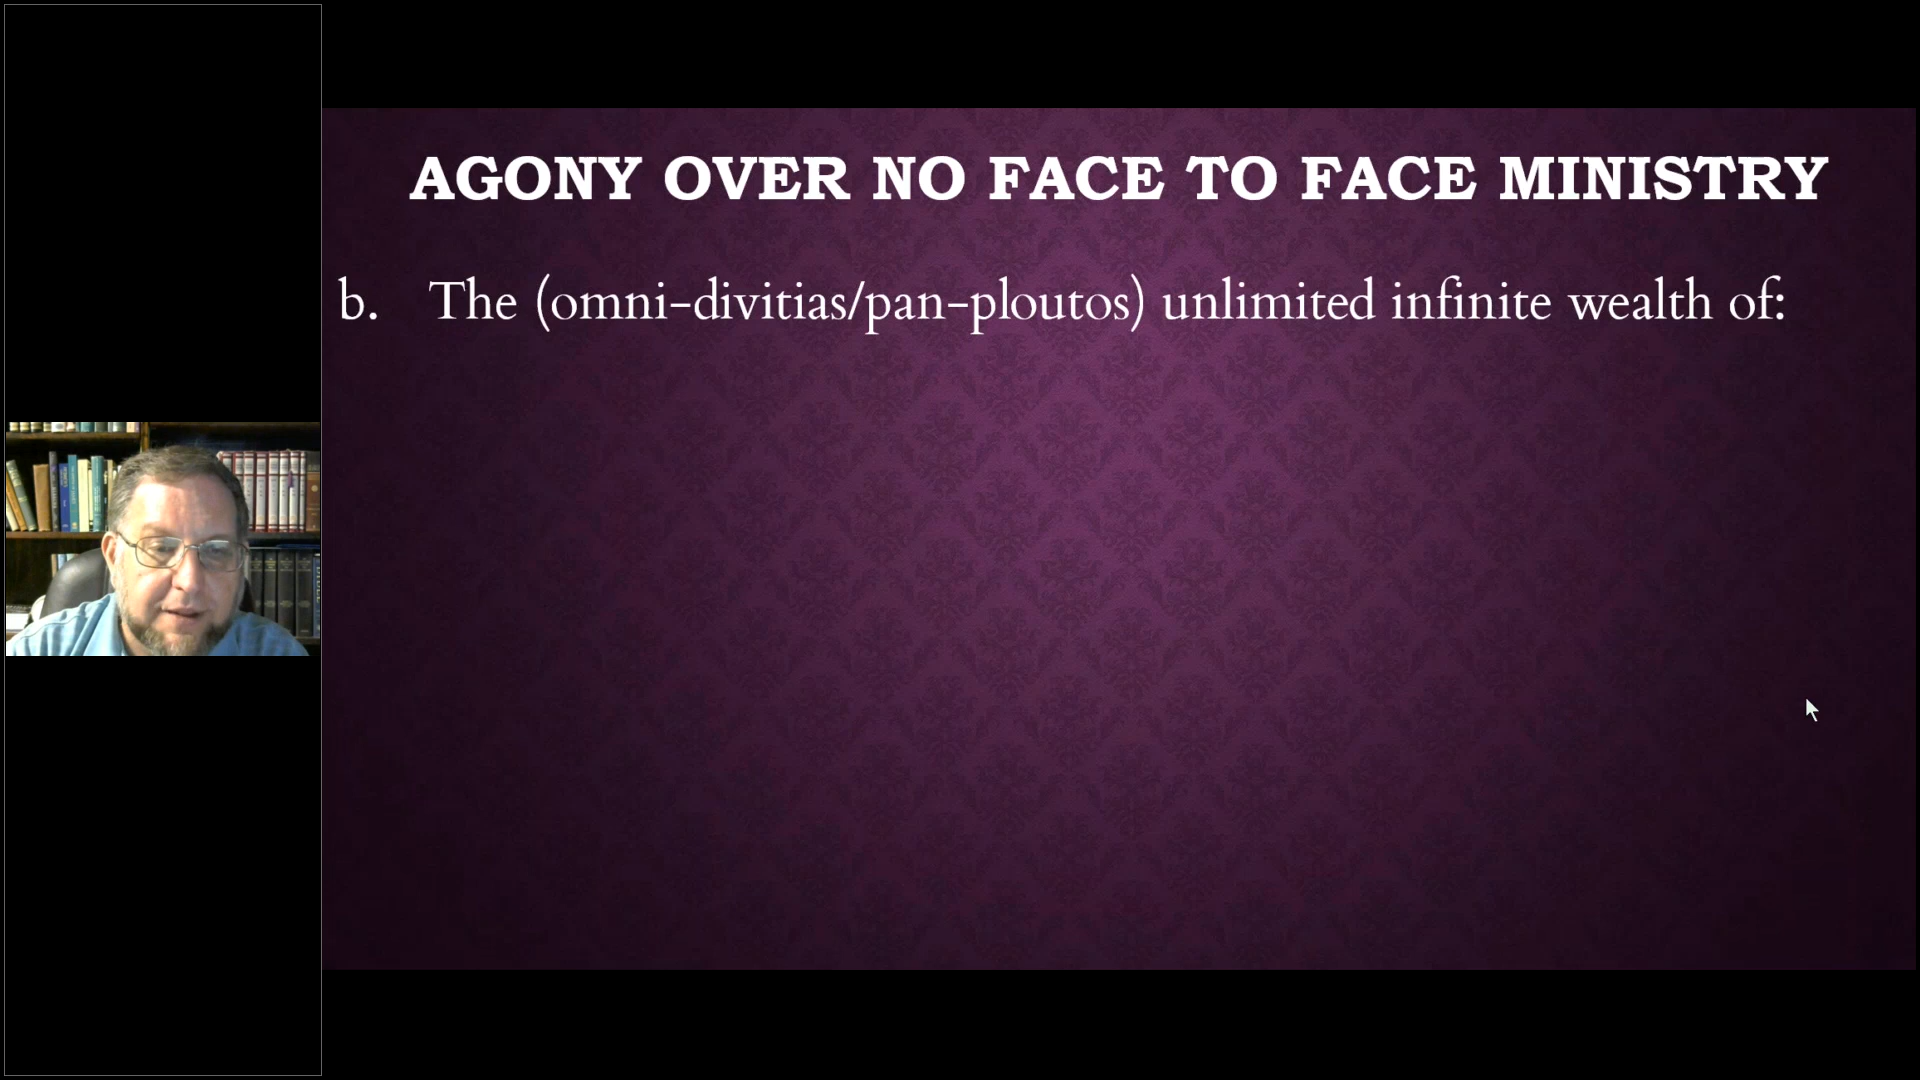 AGONY OVER NO FACE TO FACE MINISTRY
b. The (omni-divitias/pan-ploutos) unlimited infinite wealth of: